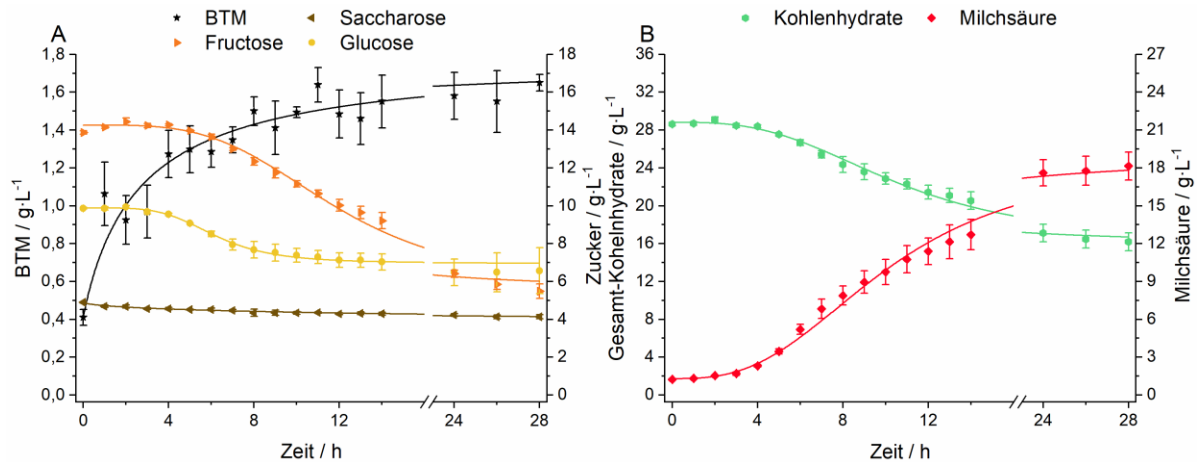 A
BTM
Saccharose
Fructose
Glucose
1,8
1,6
1,4
1,2
1,0
0,8
0,6
0,4
0,2
0,0
BTM / g·L⁻¹
18
16
14
12
10
8
6
4
2
0
Zucker / g·L⁻¹
0 4 8 12 24 28
Zeit / h
B
Kohlenhydrate
Milchsäure
36
32
28
24
20
16
12
8
4
0
Gesamt-Kohelnhydrate / g·L⁻¹
27
24
21
18
15
12
9
6
3
0
Milchsäure / g·L⁻¹
0 4 8 12 24 28
Zeit / h